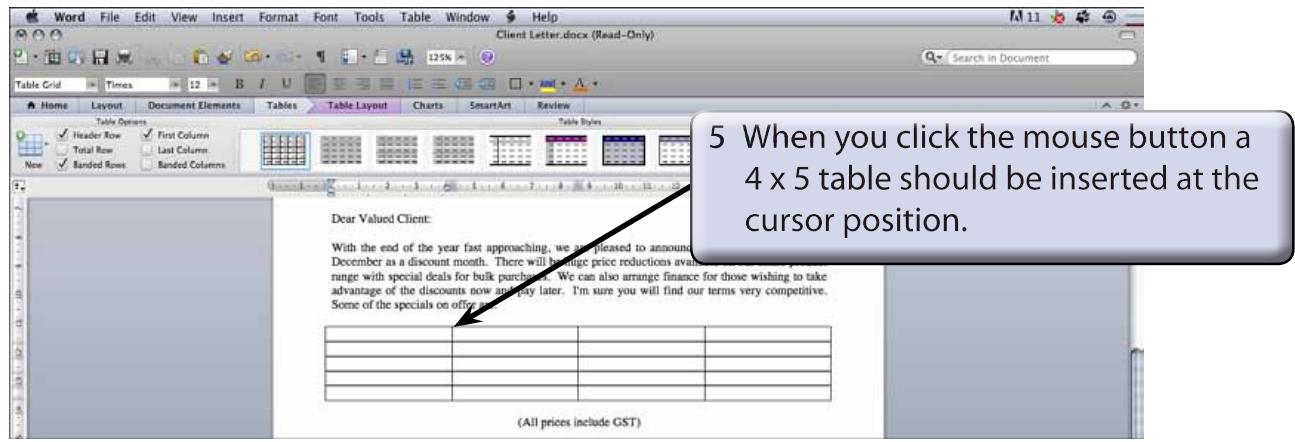 Word File Edit View Insert Format Font Tools Table Window Help 11
Client Letter.docx (Read-Only)
125% Search in Document
Table Grid Times 12 B I U
Home Layout Document Elements Tables Table Layout Charts SmartArt Review
Table Options Table Styles
Header Row First Column
Total Row Last Column
New Banded Rows Banded Columns
5 When you click the mouse button a
4 x 5 table should be inserted at the
cursor position.
Dear Valued Client:
With the end of the year fast approaching, we are pleased to
December as a discount month. There will be huge price reductions
range with special deals for bulk We can also arrange finance for those wishing to take
advantage of the discounts now and pay later. I'm sure you will find our terms very competitive.
Some of the specials on offer
(All prices include GST)